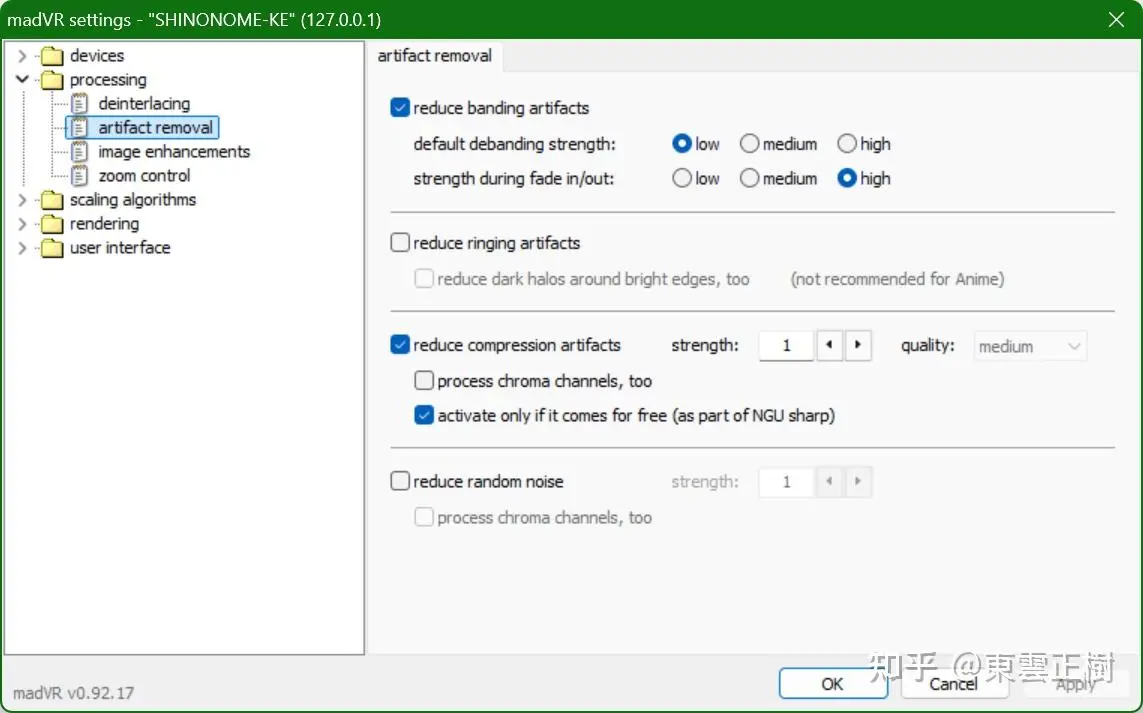 madVR settings - "SHINONOME-KE" (127.0.0.1)
devices
processing
deinterlacing
artifact removal
image enhancements
zoom control
scaling algorithms
rendering
user interface
artifact removal
reduce banding artifacts
default debanding strength: low medium high
strength during fade in/out: low medium high
reduce ringing artifacts
reduce dark halos around bright edges, too (not recommended for Anime)
reduce compression artifacts strength: 1 quality: medium
process chroma channels, too
activate only if it comes for free (as part of NGU sharp)
reduce random noise strength: 1
process chroma channels, too
知乎 @東雲正樹
madVR v0.92.17
OK Cancel Apply